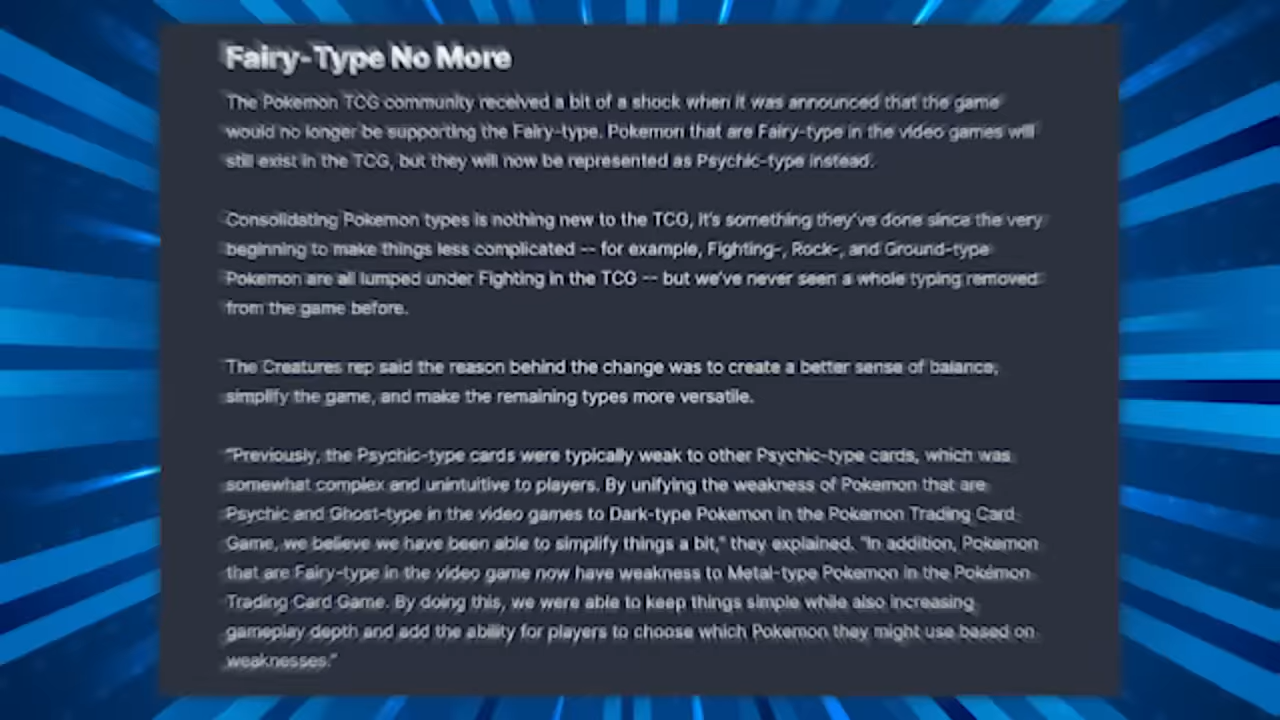 Fairy-Type No More
The Pokemon TCG community received a bit of a shock when it was announced that the game
would no longer be supporting the Fairy-type. Pokemon that are Fairy-type in the video games will
still exist in the TCG, but they will now be represented as Psychic-type instead.
Consolidating Pokemon types is nothing new to the TCG, it's something they've done since the very
beginning to make things less complicated -- for example, Fighting-, Rock-, and Ground-type
Pokemon are all lumped under Fighting in the TCG -- but we've never seen a whole typing removed
from the game before.
The Creatures rep said the reason behind the change was to create a better sense of balance,
simplify the game, and make the remaining types more versatile.
"Previously, the Psychic-type cards were typically weak to other Psychic-type cards, which was
somewhat complex and unintuitive to players. By unifying the weakness of Pokemon that are
Psychic and Ghost-type in the video games to Dark-type Pokemon in the Pokemon Trading Card
Game, we believe we have been able to simplify things a bit," they explained. "In addition, Pokemon
that are Fairy-type in the video game now have weakness to Metal-type Pokemon in the Pokémon
Trading Card Game. By doing this, we were able to keep things simple while also increasing
gameplay depth and add the ability for players to choose which Pokemon they might use based on
weaknesses."